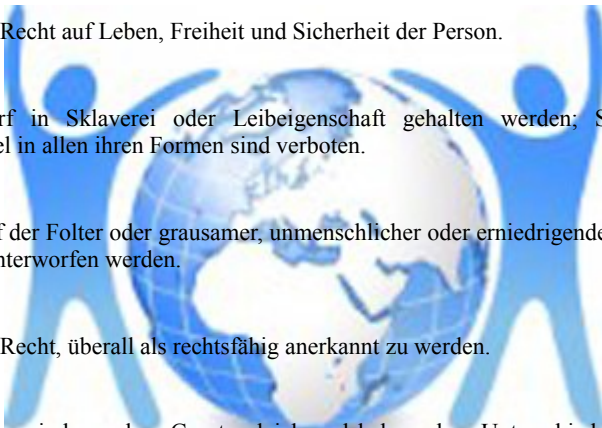 Recht auf Leben, Freiheit und Sicherheit der Person.
rf in Sklaverei oder Leibeigenschaft gehalten werden; S
el in allen ihren Formen sind verboten.
f der Folter oder grausamer, unmenschlicher oder erniedrigende
nterworfen werden.
Recht, überall als rechtsfähig anerkannt zu werden.